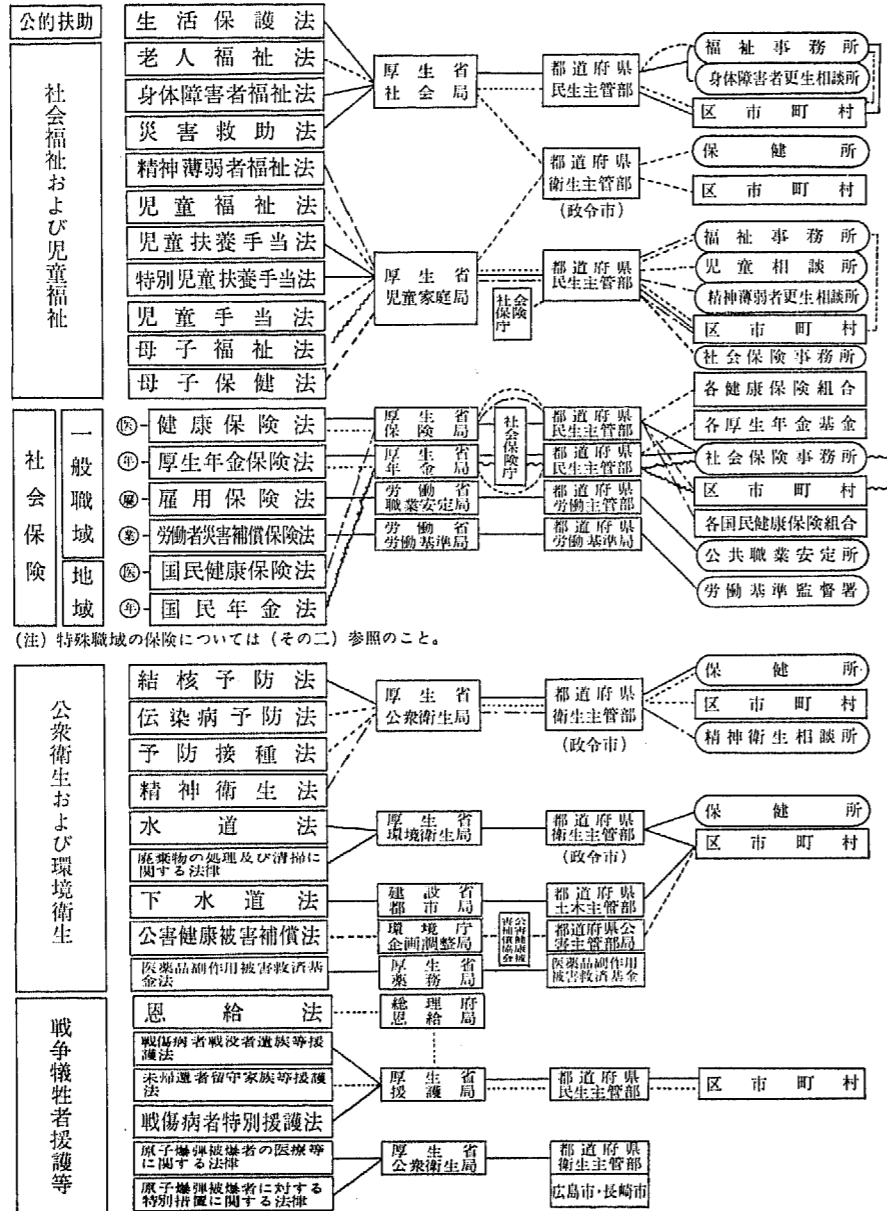 公的扶助
生活保護法
社会福祉および児童福祉
老人福祉法
身体障害者福祉法
災害救助法
精神薄弱者福祉法
児童福祉法
児童扶養手当法
特別児童扶養手当法
児童手当法
母子福祉法
母子保健法
厚生省
社会局
厚生省
児童家庭局
都道府県
民生主管部
都道府県
衛生主管部
(政令市)
都道府県
民生主管部
社会保険庁
福祉事務所
身体障害者更生相談所
区市町村
保健所
区市町村
福祉事務所
児童相談所
精神薄弱者更生相談所
区市町村
社会保険事務所
社会保険
一般職域
地域
医 健康保険法
年 厚生年金保険法
雇 雇用保険法
業 労働者災害補償保険法
医 国民健康保険法
年 国民年金法
厚生省
保険局
厚生省
年金局
労働省
職業安定局
労働省
労働基準局
社会保険庁
都道府県
民生主管部
都道府県
民生主管部
都道府県
労働主管部
都道府県
労働基準局
各健康保険組合
各厚生年金基金
社会保険事務所
区市町村
各国民健康保険組合
公共職業安定所
労働基準監督署
(注) 特殊職域の保険については(その二)参照のこと。
公衆衛生および環境衛生
結核予防法
伝染病予防法
予防接種法
精神衛生法
水道法
廃棄物の処理及び清掃に
関する法律
下水道法
公害健康被害補償法
医薬品副作用被害救済基
金法
厚生省
公衆衛生局
厚生省
環境衛生局
建設省
都市局
環境庁
企画調整局
厚生省
薬務局
公害健康被
害補償協会
都道府県
衛生主管部
(政令市)
都道府県
衛生主管部
(政令市)
都道府県
土木主管部
都道府県公
害主管部局
医薬品副作用
被害救済基金
保健所
区市町村
精神衛生相談所
保健所
区市町村
戦争犠牲者援護等
恩給法
戦傷病者戦没者遺族等援
護法
未帰還者留守家族等援護
法
戦傷病者特別援護法
原子爆弾被爆者の医療等
に関する法律
原子爆弾被爆者に対する
特別措置に関する法律
総理府
恩給局
厚生省
援護局
厚生省
公衆衛生局
都道府県
民生主管部
都道府県
衛生主管部
広島市・長崎市
区市町村